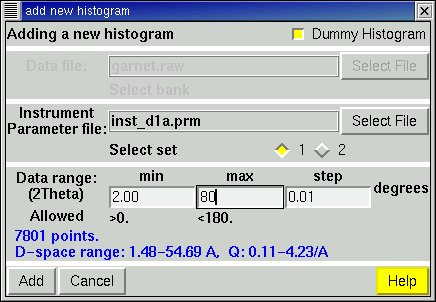 add new histogram
Adding a new histogram Dummy Histogram
Data file: garnet.raw Select File
Select bank
Instrument
Parameter file: inst_d1a.prm Select File
Select set 1 2
Data range: min max step
(2Theta) 2.00 80 0.01 degrees
Allowed >0. <180.
7801 points.
D-space range: 1.48-54.69 A, Q: 0.11-4.23/A
Add Cancel Help